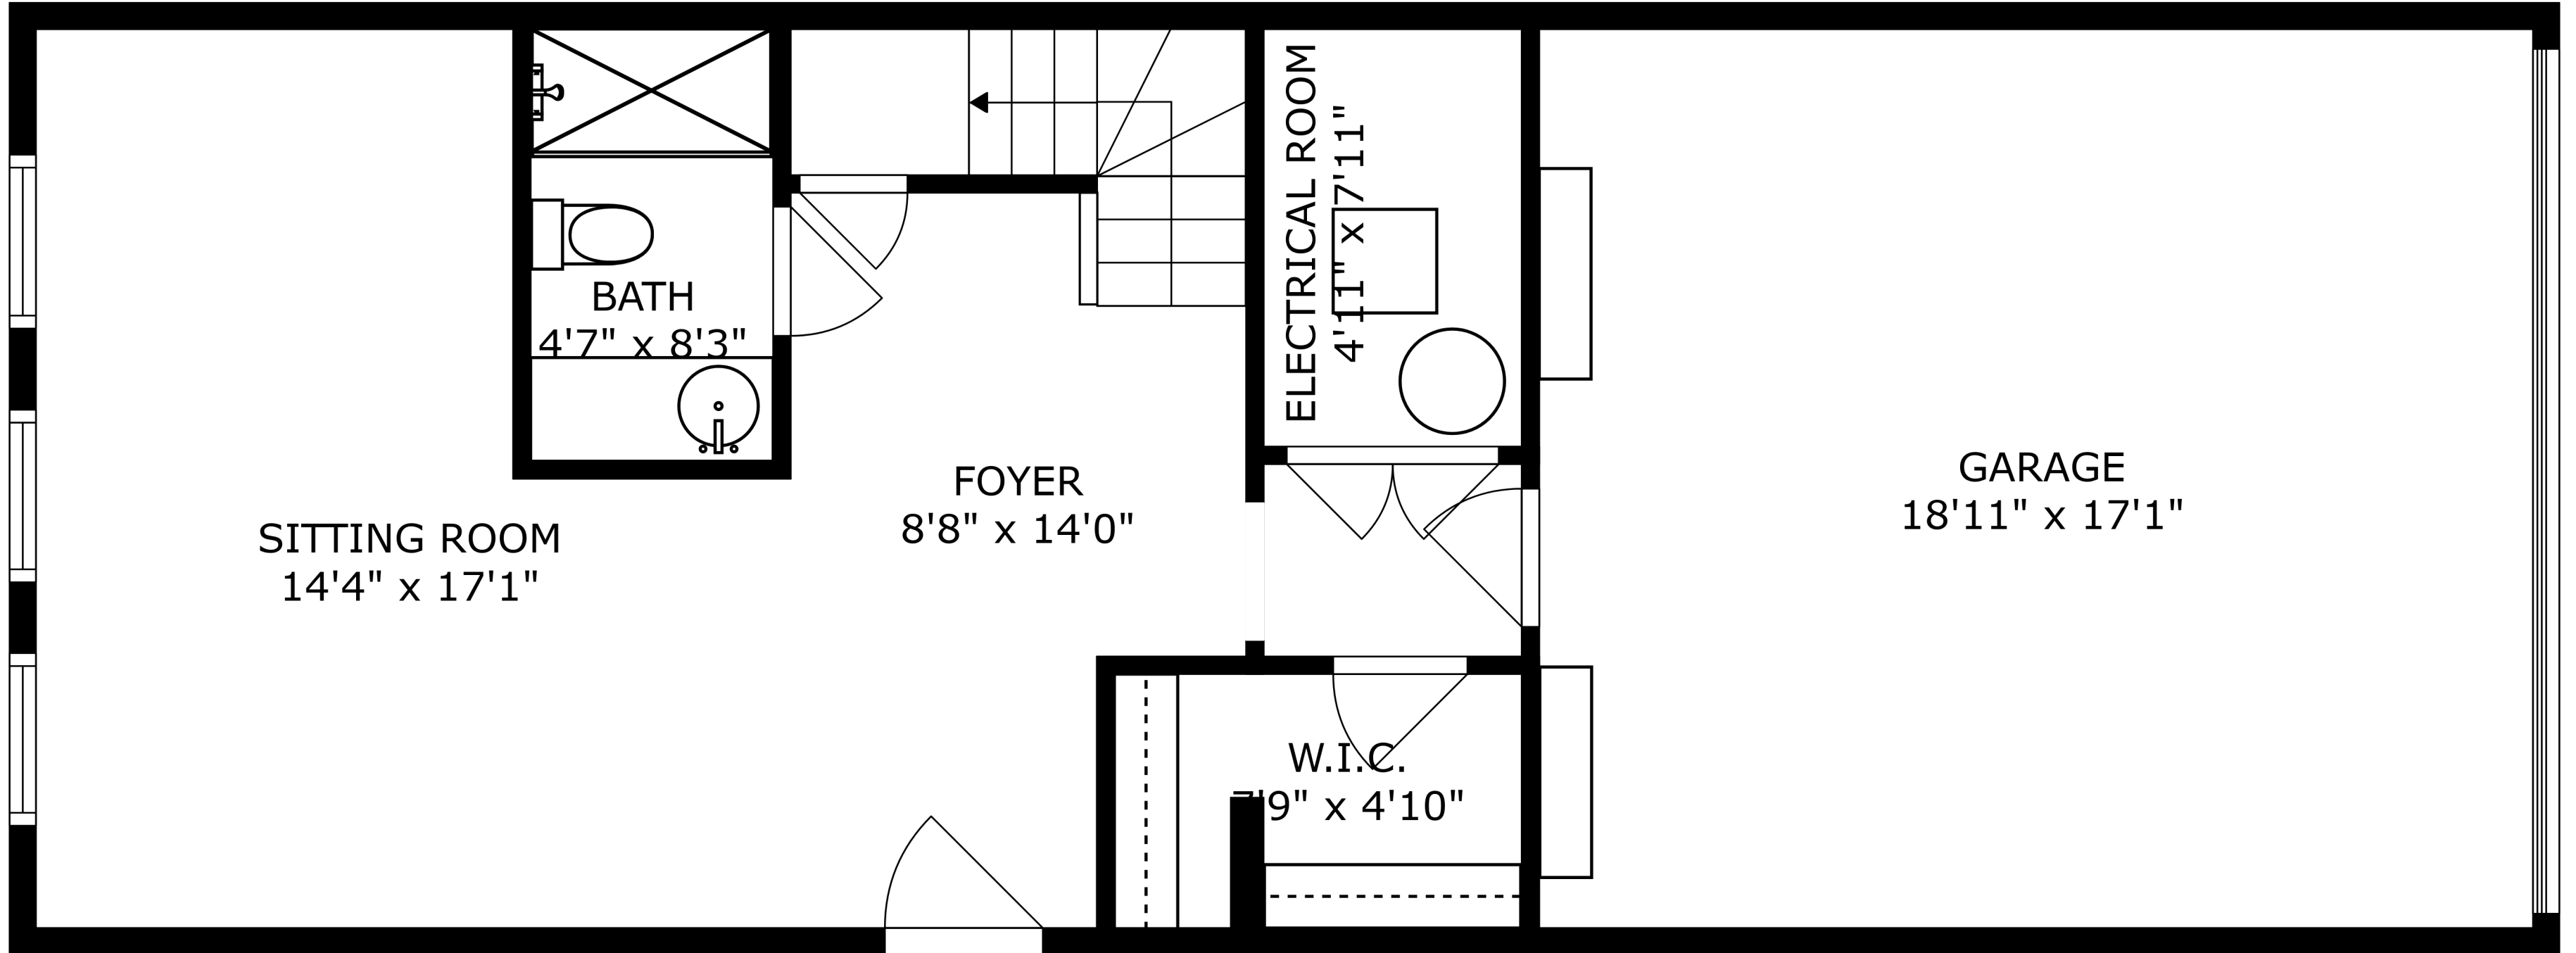 SITTING ROOM
14'4" x 17'1"
BATH
4'7" x 8'3"
FOYER
8'8" x 14'0"
ELECTRICAL ROOM
4'11" x 7'11"
W.I.C.
7'9" x 4'10"
GARAGE
18'11" x 17'1"